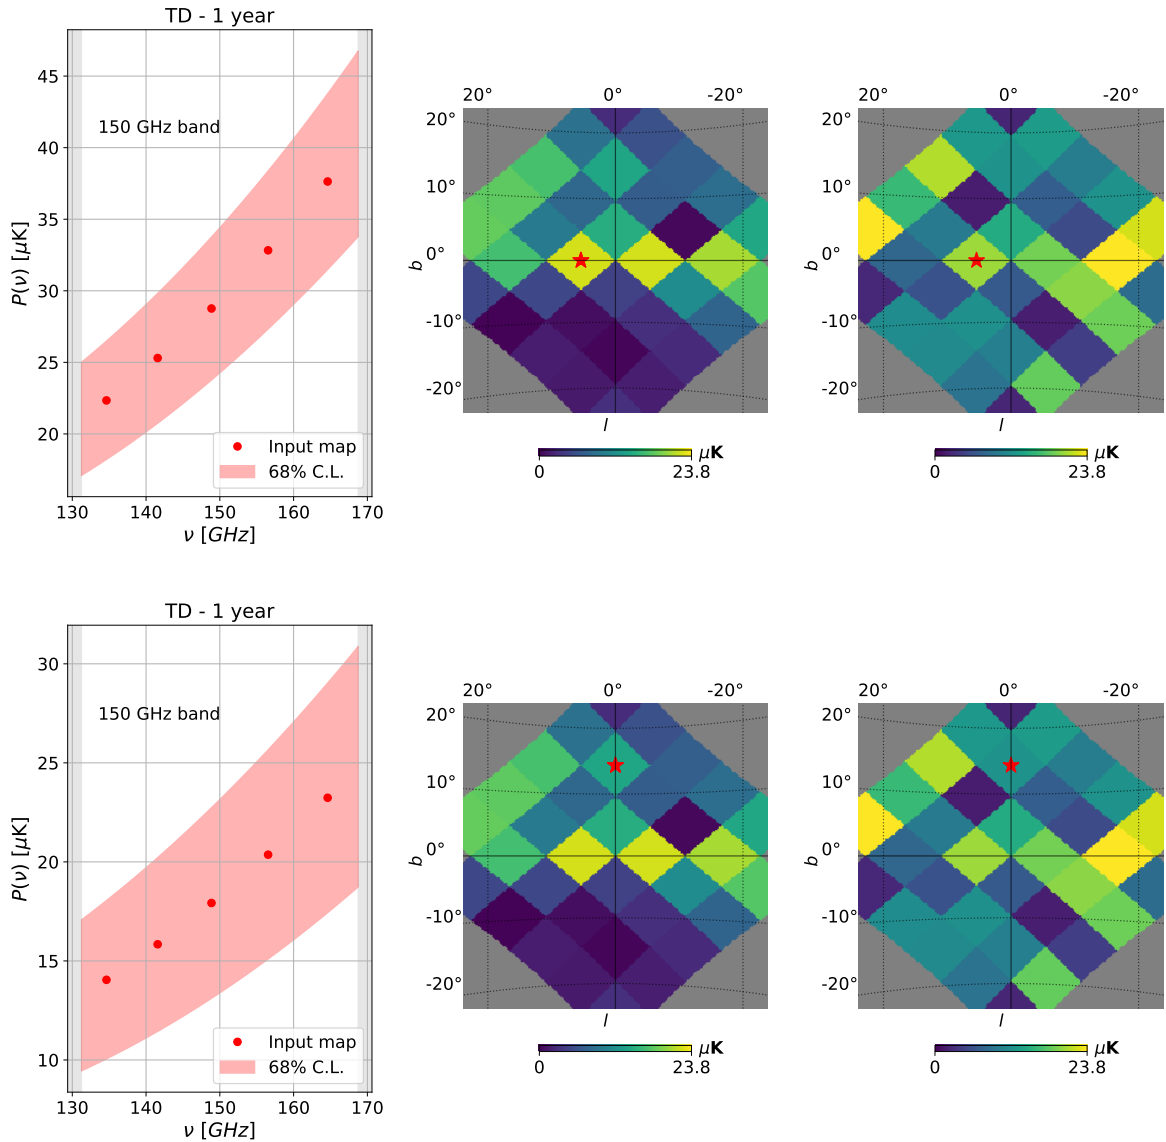 TD - 1 year
P(ν) [μK]
45
40
35
30
25
20
150 GHz band
Input map
68% C.L.
130 140 150 160 170
ν [GHz]
20° 0° -20°
20°
10°
0°
-10°
-20°
b
l
0 23.8 μK
20° 0° -20°
20°
10°
0°
-10°
-20°
b
l
0 23.8 μK
TD - 1 year
P(ν) [μK]
30
25
20
15
10
150 GHz band
Input map
68% C.L.
130 140 150 160 170
ν [GHz]
20° 0° -20°
20°
10°
0°
-10°
-20°
b
l
0 23.8 μK
20° 0° -20°
20°
10°
0°
-10°
-20°
b
l
0 23.8 μK